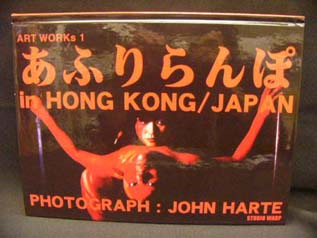 ART WORKs 1
あふりらんぽ
in HONG KONG/JAPAN
PHOTOGRAPH : JOHN HARTE
STUDIO WARP